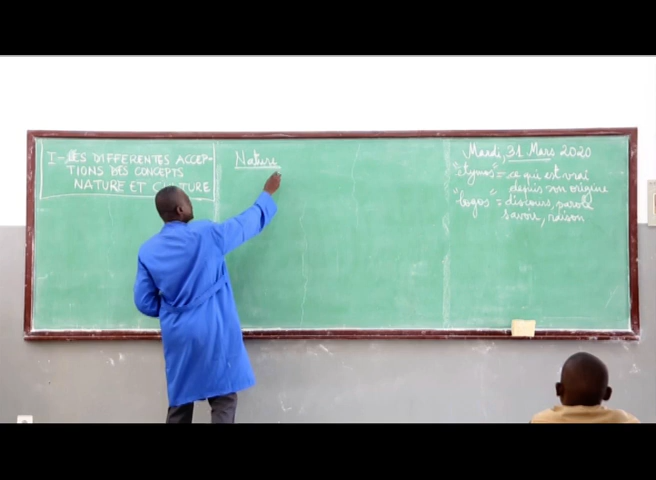 I- LES DIFFERENTES ACCEP-
TIONS DES CONCEPTS
NATURE ET CULTURE
Nature
Mardi, 31 Mars 2020
"etymos" = ce qui est vrai
depuis son origine
"logos" = discours, parole
savoir, raison